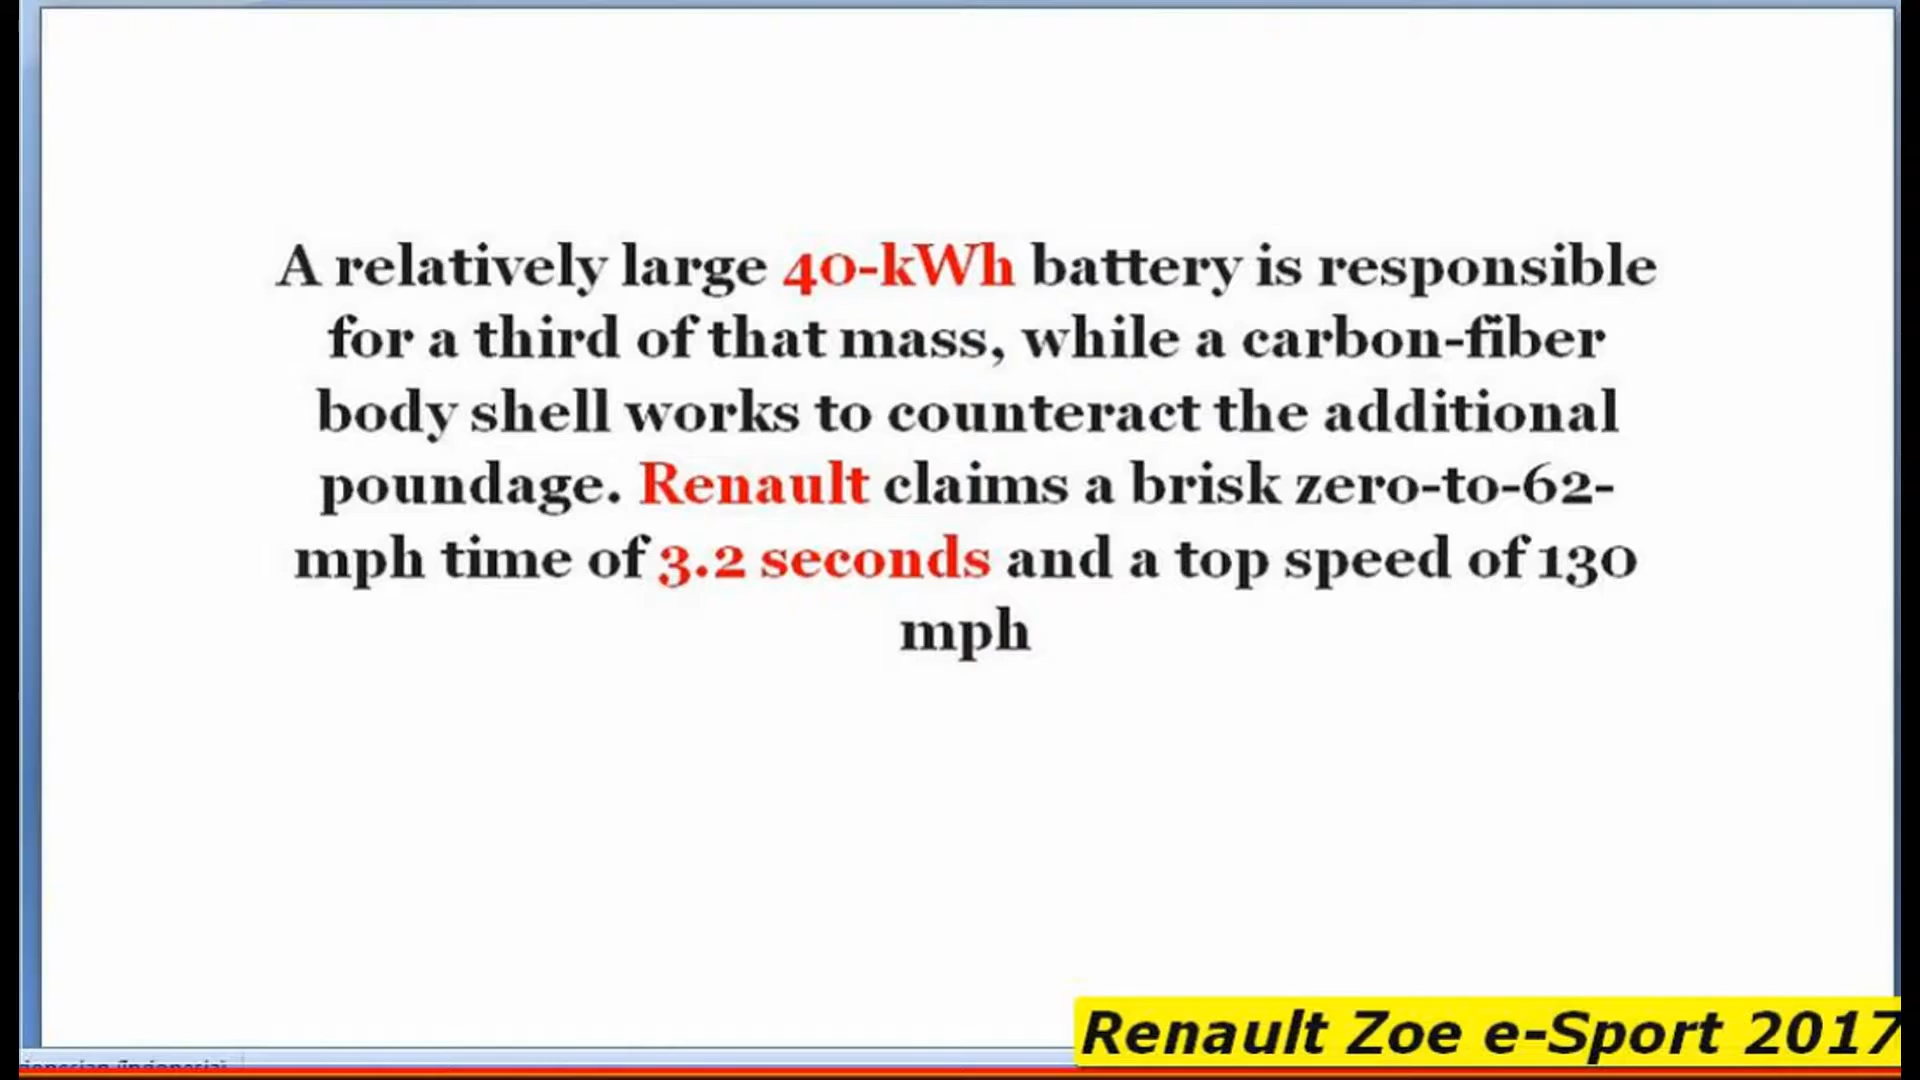 A relatively large 40-kWh battery is responsible
for a third of that mass, while a carbon-fiber
body shell works to counteract the additional
poundage. Renault claims a brisk zero-to-62-
mph time of 3.2 seconds and a top speed of 130
mph
Renault Zoe e-Sport 2017